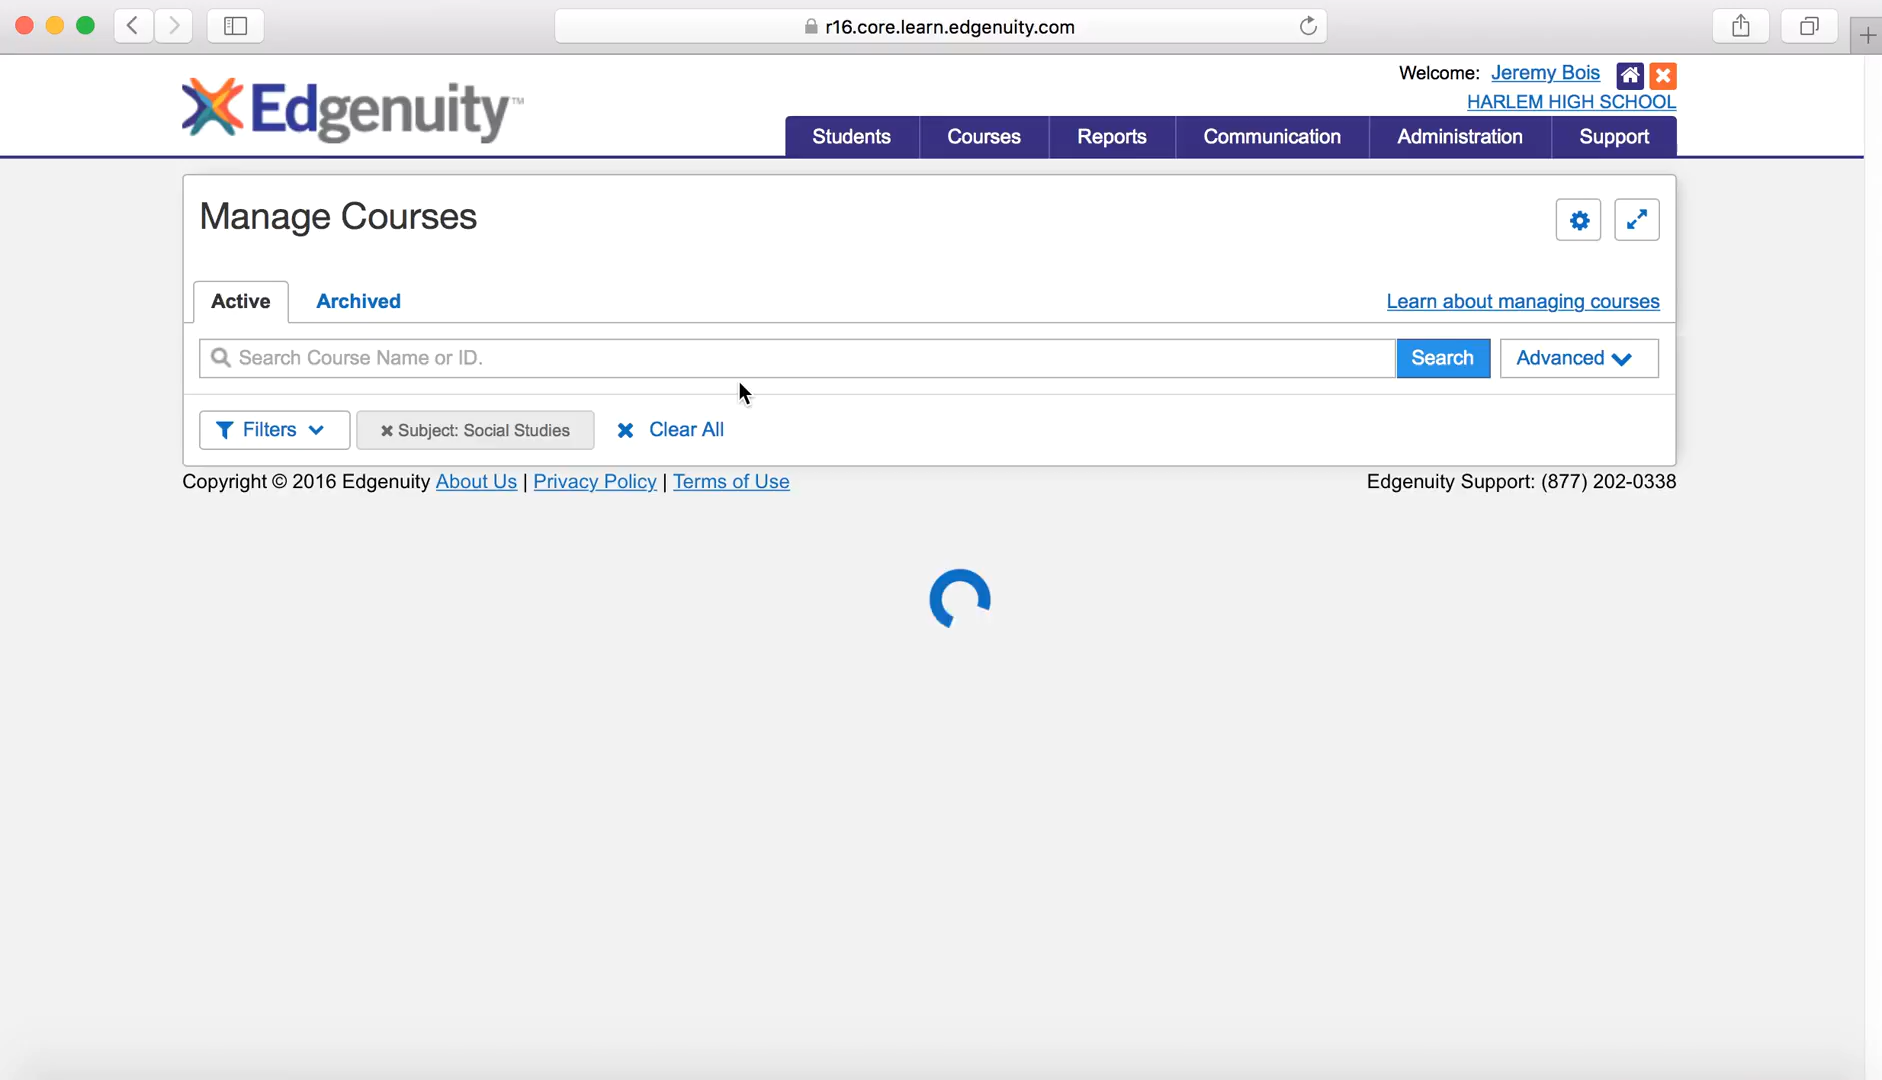 r16.core.learn.edgenuity.com
Edgenuity™
Welcome: Jeremy Bois
HARLEM HIGH SCHOOL
Students Courses Reports Communication Administration Support
Manage Courses
Active Archived Learn about managing courses
Search Course Name or ID. Search Advanced
Filters Subject: Social Studies Clear All
Copyright © 2016 Edgenuity About Us | Privacy Policy | Terms of Use Edgenuity Support: (877) 202-0338